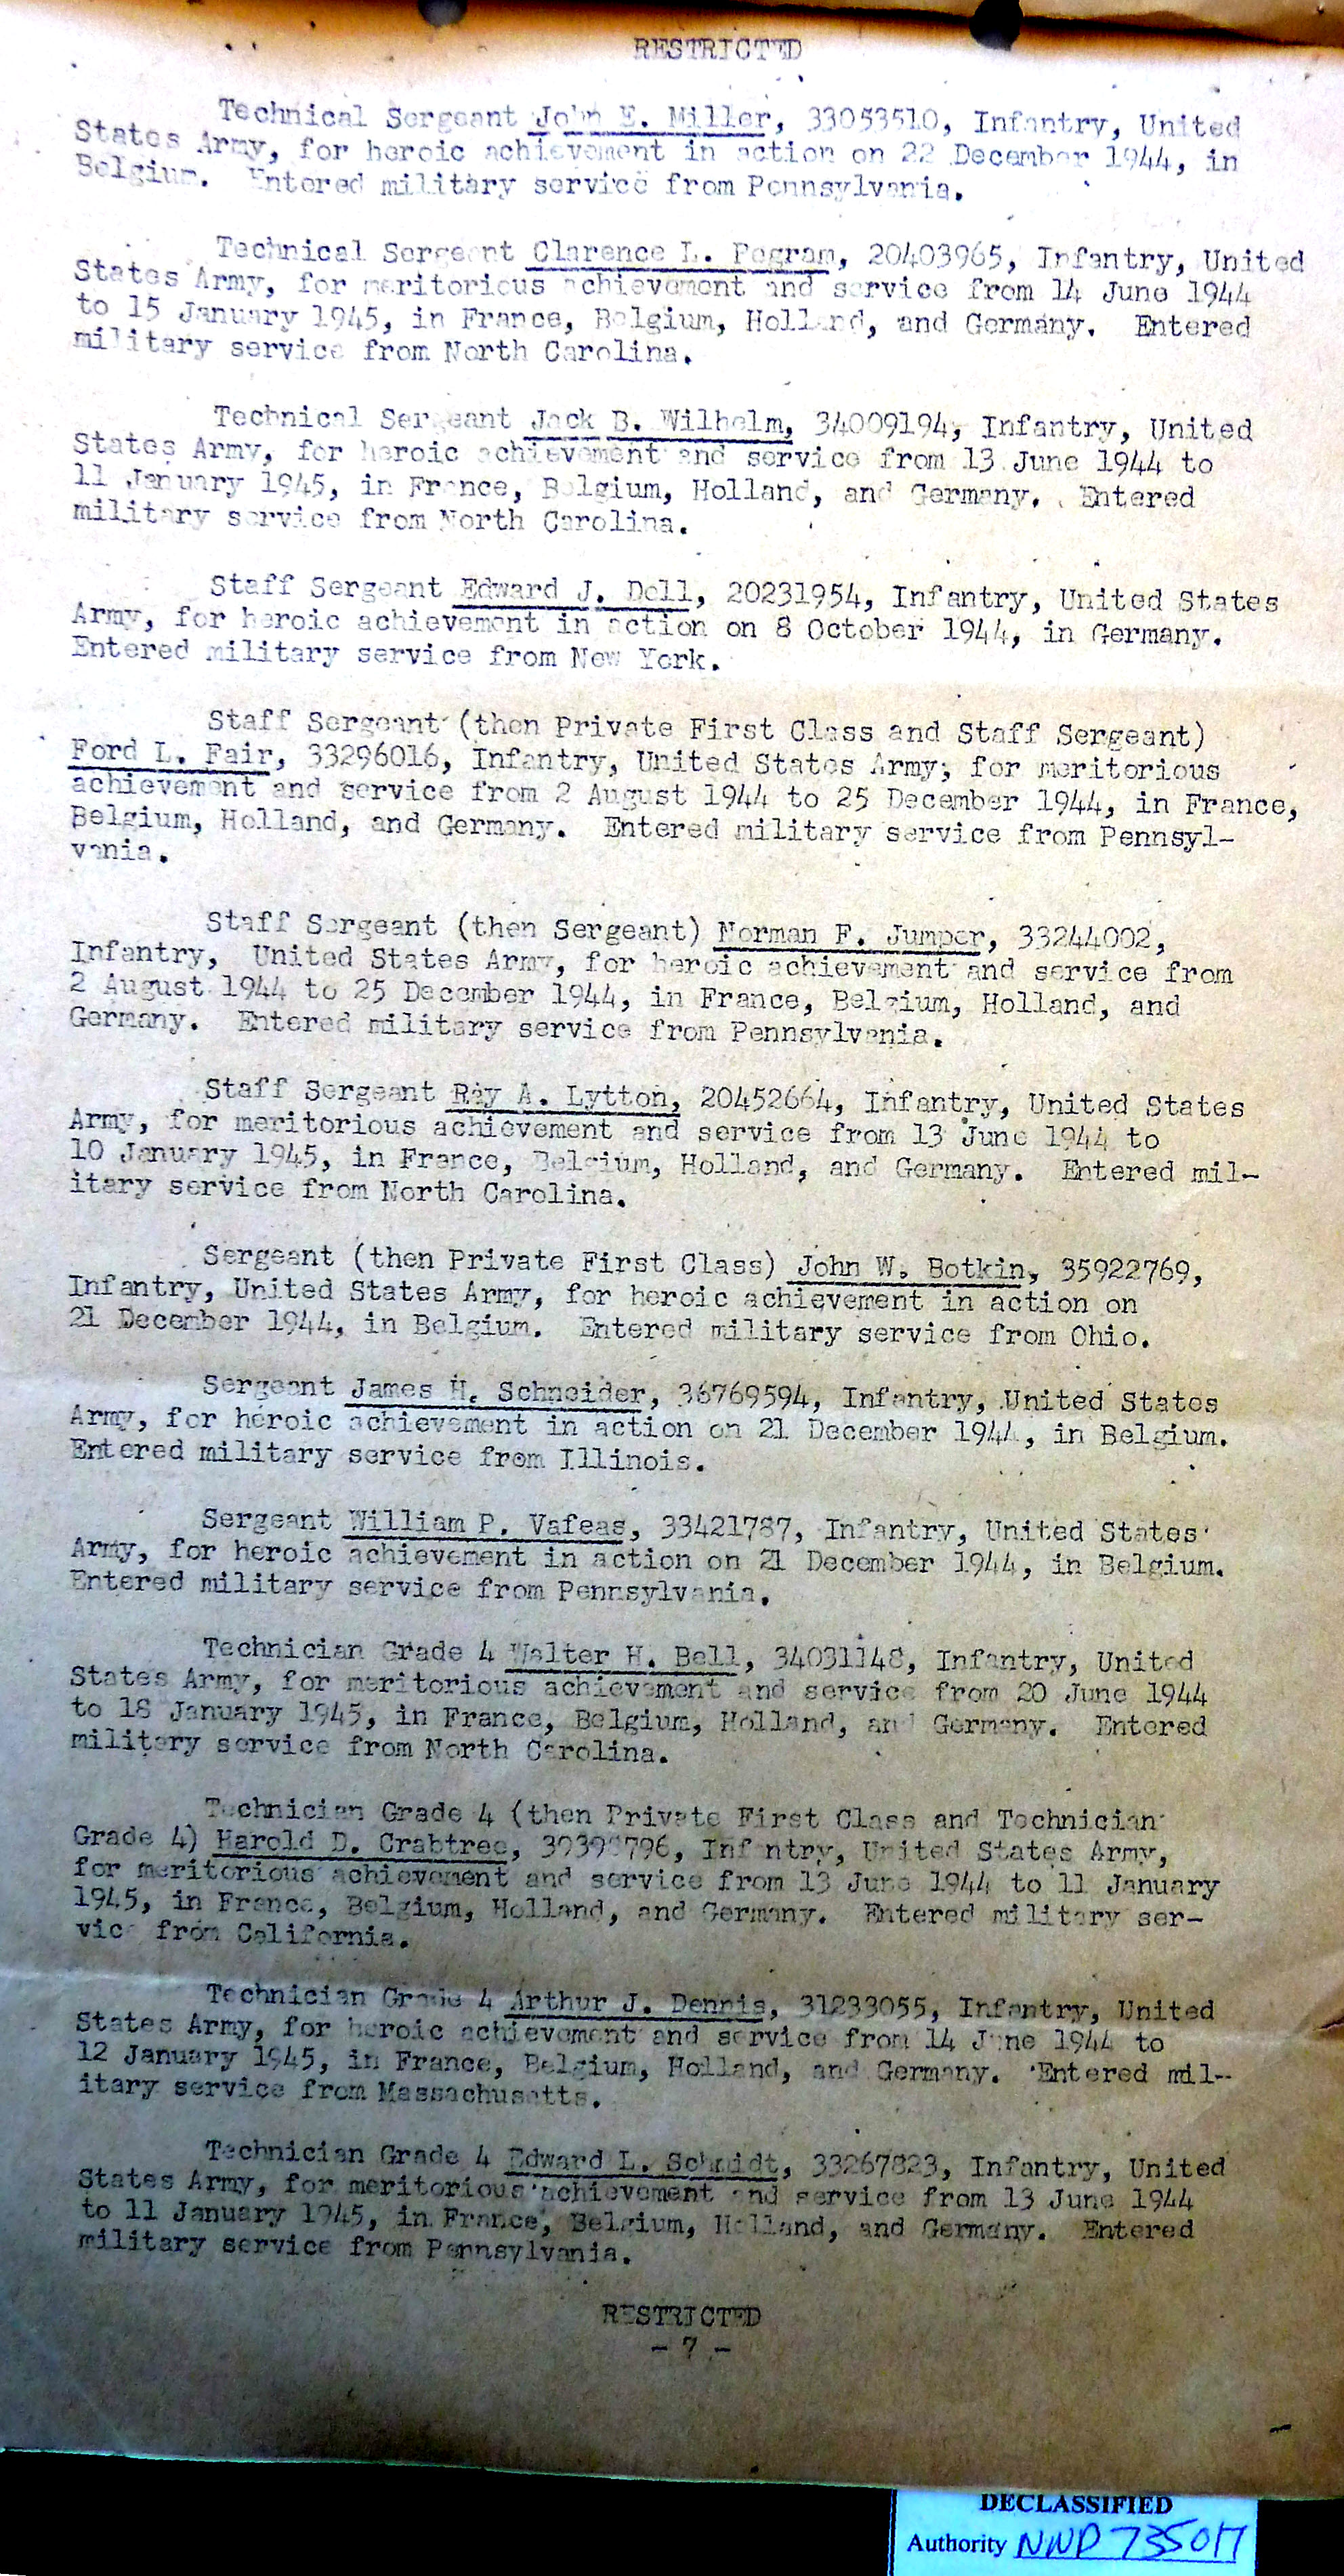 RESTRICTED
Technical Sergeant John E. Miller, 33053510, Infantry, United
States Army, for heroic achievement in action on 22 December 1944, in
Belgium. Entered military service from Pennsylvania.
Technical Sergeant Clarence L. Pegram, 20403965, Infantry, United
States Army, for meritorious achievement and service from 14 June 1944
to 15 January 1945, in France, Belgium, Holland, and Germany. Entered
military service from North Carolina.
Technical Sergeant Jack B. Wilhelm, 34009194, Infantry, United
States Army, for heroic achievement and service from 13 June 1944 to
11 January 1945, in France, Belgium, Holland, and Germany. Entered
military service from North Carolina.
Staff Sergeant Edward J. Doll, 20231954, Infantry, United States
Army, for heroic achievement in action on 8 October 1944, in Germany.
Entered military service from New York.
Staff Sergeant (then Private First Class and Staff Sergeant)
Ford L. Fair, 33296016, Infantry, United States Army, for meritorious
achievement and service from 2 August 1944 to 25 December 1944, in France,
Belgium, Holland, and Germany. Entered military service from Pennsyl-
vania.
Staff Sergeant (then Sergeant) Norman F. Jumper, 33244002,
Infantry, United States Army, for heroic achievement and service from
2 August 1944 to 25 December 1944, in France, Belgium, Holland, and
Germany. Entered military service from Pennsylvania.
Staff Sergeant Ray A. Lytton, 20452664, Infantry, United States
Army, for meritorious achievement and service from 13 June 1944 to
10 January 1945, in France, Belgium, Holland, and Germany. Entered mil-
itary service from North Carolina.
Sergeant (then Private First Class) John W. Botkin, 35922769,
Infantry, United States Army, for heroic achievement in action on
21 December 1944, in Belgium. Entered military service from Ohio.
Sergeant James H. Schneider, 36769594, Infantry, United States
Army, for heroic achievement in action on 21 December 1944, in Belgium.
Entered military service from Illinois.
Sergeant William P. Vafeas, 33421787, Infantry, United States
Army, for heroic achievement in action on 21 December 1944, in Belgium.
Entered military service from Pennsylvania.
Technician Grade 4 Walter H. Bell, 34031148, Infantry, United
States Army, for meritorious achievement and service from 20 June 1944
to 18 January 1945, in France, Belgium, Holland, and Germany. Entered
military service from North Carolina.
Technician Grade 4 (then Private First Class and Technician
Grade 4) Harold D. Crabtree, Infantry, United States Army,
for meritorious achievement and service from 13 June 1944 to 11 January
1945, in France, Belgium, Holland, and Germany. Entered military ser-
vice from California.
Technician Grade 4 Arthur J. Dennis, 31233055, Infantry, United
States Army, for heroic achievement and service from 14 June 1944 to
12 January 1945, in France, Belgium, Holland, and Germany. Entered mil--
itary service from Massachusetts.
Technician Grade 4 Edward L. Schmidt, 33267823, Infantry, United
States Army, for meritorious achievement and service from 13 June 1944
to 11 January 1945, in France, Belgium, Holland, and Germany. Entered
military service from Pennsylvania.
RESTRICTED
- 7 -
DECLASSIFIED
Authority NND 735017